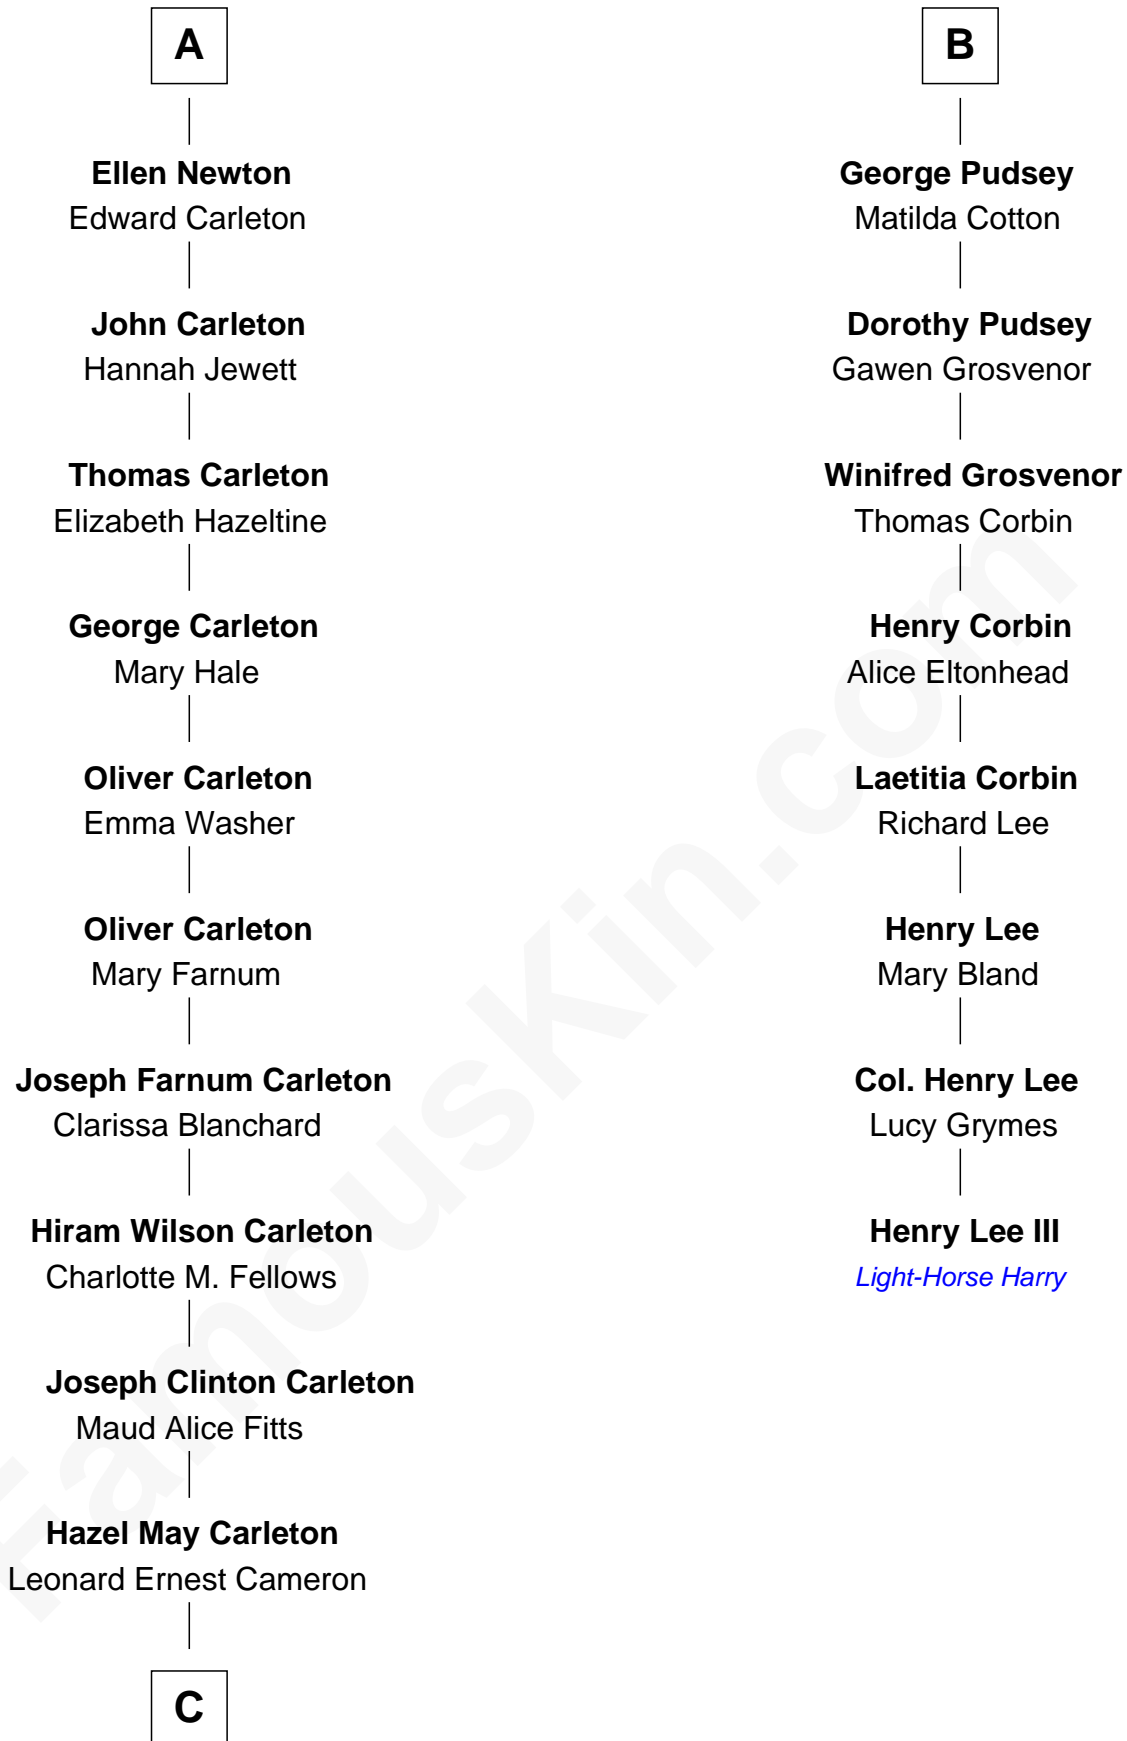 A
Ellen Newton
Edward Carleton
John Carleton
Hannah Jewett
Thomas Carleton
Elizabeth Hazeltine
George Carleton
Mary Hale
Oliver Carleton
Emma Washer
Oliver Carleton
Mary Farnum
Joseph Farnum Carleton
Clarissa Blanchard
Hiram Wilson Carleton
Charlotte M. Fellows
Joseph Clinton Carleton
Maud Alice Fitts
Hazel May Carleton
Leonard Ernest Cameron
C
B
George Pudsey
Matilda Cotton
Dorothy Pudsey
Gawen Grosvenor
Winifred Grosvenor
Thomas Corbin
Henry Corbin
Alice Eltonhead
Laetitia Corbin
Richard Lee
Henry Lee
Mary Bland
Col. Henry Lee
Lucy Grymes
Henry Lee III
Light-Horse Harry
FamousKin.com